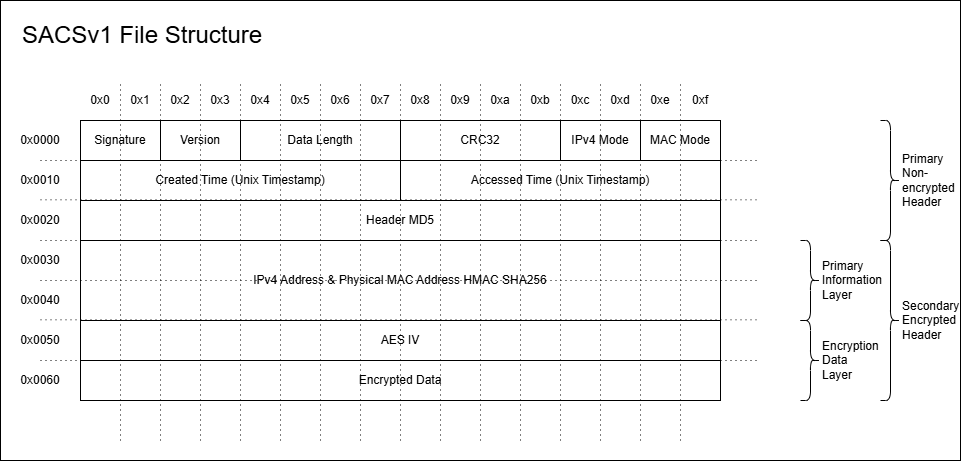 SACSv1 File Structure
0x0 0x1 0x2 0x3 0x4 0x5 0x6 0x7 0x8 0x9 0xa 0xb 0xc 0xd 0xe 0xf
0x0000 Signature Version Data Length CRC32 IPv4 Mode MAC Mode
0x0010 Created Time (Unix Timestamp) Accessed Time (Unix Timestamp)
Primary
Non-
encrypted
Header
0x0020 Header MD5
0x0030
IPv4 Address & Physical MAC Address HMAC SHA256
0x0040
Primary
Information
Layer
Secondary
Encrypted
Header
0x0050 AES IV
Encryption
Data
Layer
0x0060 Encrypted Data